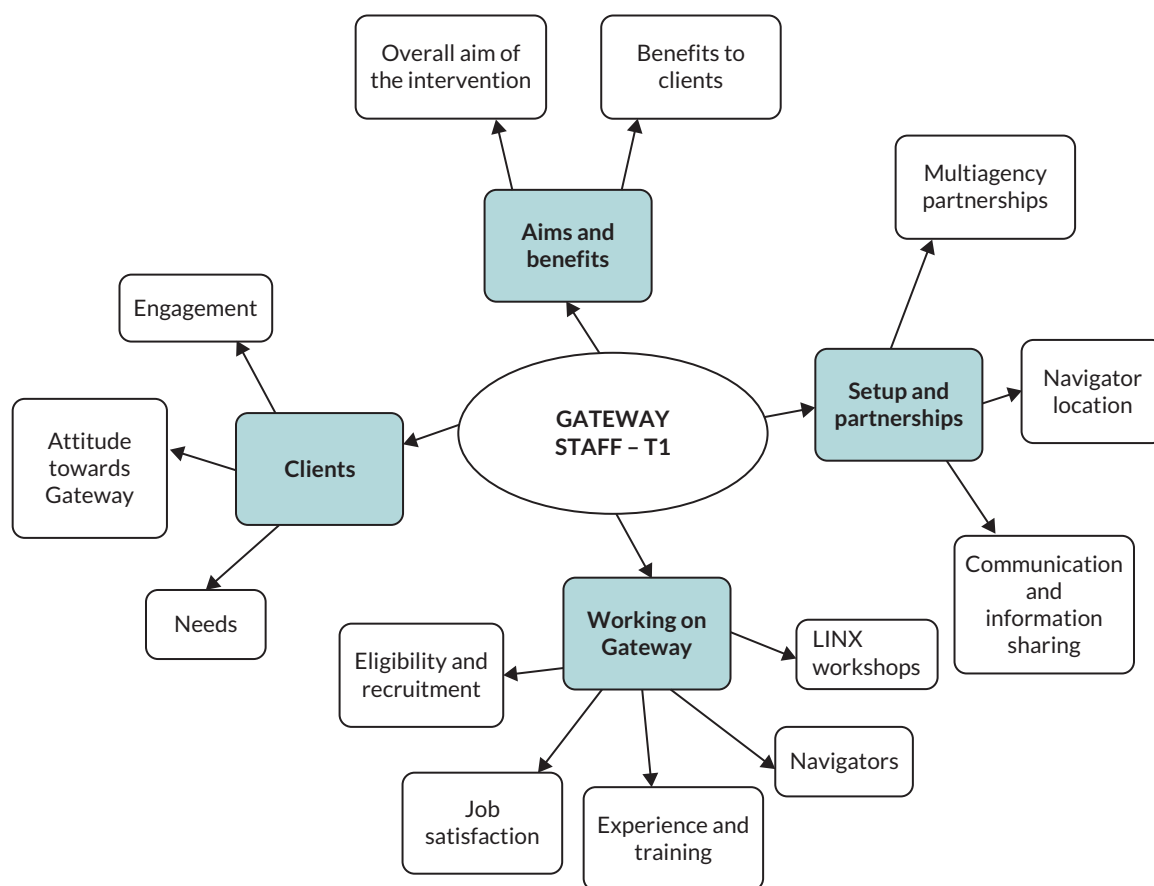 Overall aim of
the intervention
Benefits to
clients
Multiagency
partnerships
Aims and
benefits
Engagement
Setup and
partnerships
Navigator
location
GATEWAY
STAFF – T1
Attitude
towards
Gateway
Clients
Communication
and
information
sharing
Needs
Working on
Gateway
LINX
workshops
Eligibility and
recruitment
Navigators
Job
satisfaction
Experience and
training